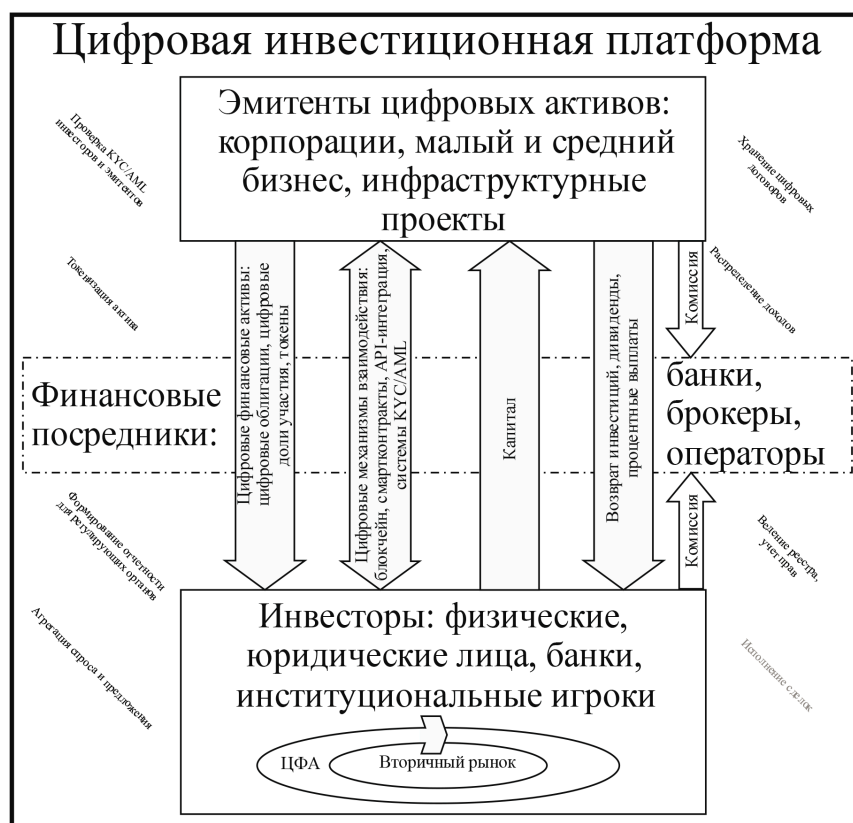 Цифровая инвестиционная платформа
Эмитенты цифровых активов:
корпорации, малый и средний
бизнес, инфраструктурные
проекты
Проверка KYC/AML
инвесторов и эмитентов
Токенизация актива
Хранение цифровых
договоров
Распределение доходов
Цифровые финансовые активы:
цифровые облигации, цифровые
доли участия, токены
Цифровые механизмы взаимодействия:
блокчейн, смартконтракты, API-интеграция,
системы KYC/AML
Капитал
Возврат инвестиций, дивиденды,
процентные выплаты
Комиссия
Финансовые
посредники:
банки,
брокеры,
операторы
Комиссия
Формирование отчетности
для регулирующих органов
Агрегация спроса и предложения
Веление реестра,
учет прав
Исполнение сделок
Инвесторы: физические,
юридические лица, банки,
институциональные игроки
ЦФА
Вторичный рынок